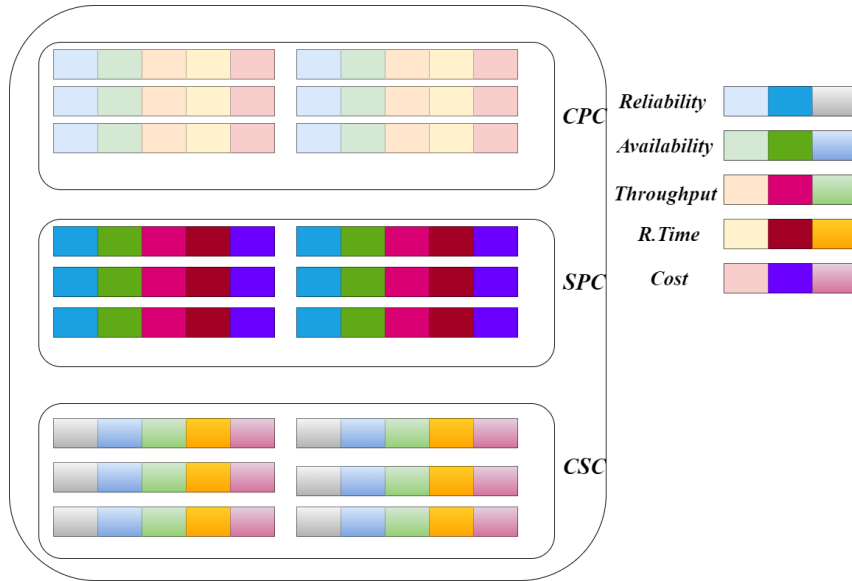 CPC
SPC
CSC
Reliability
Availability
Throughput
R.Time
Cost